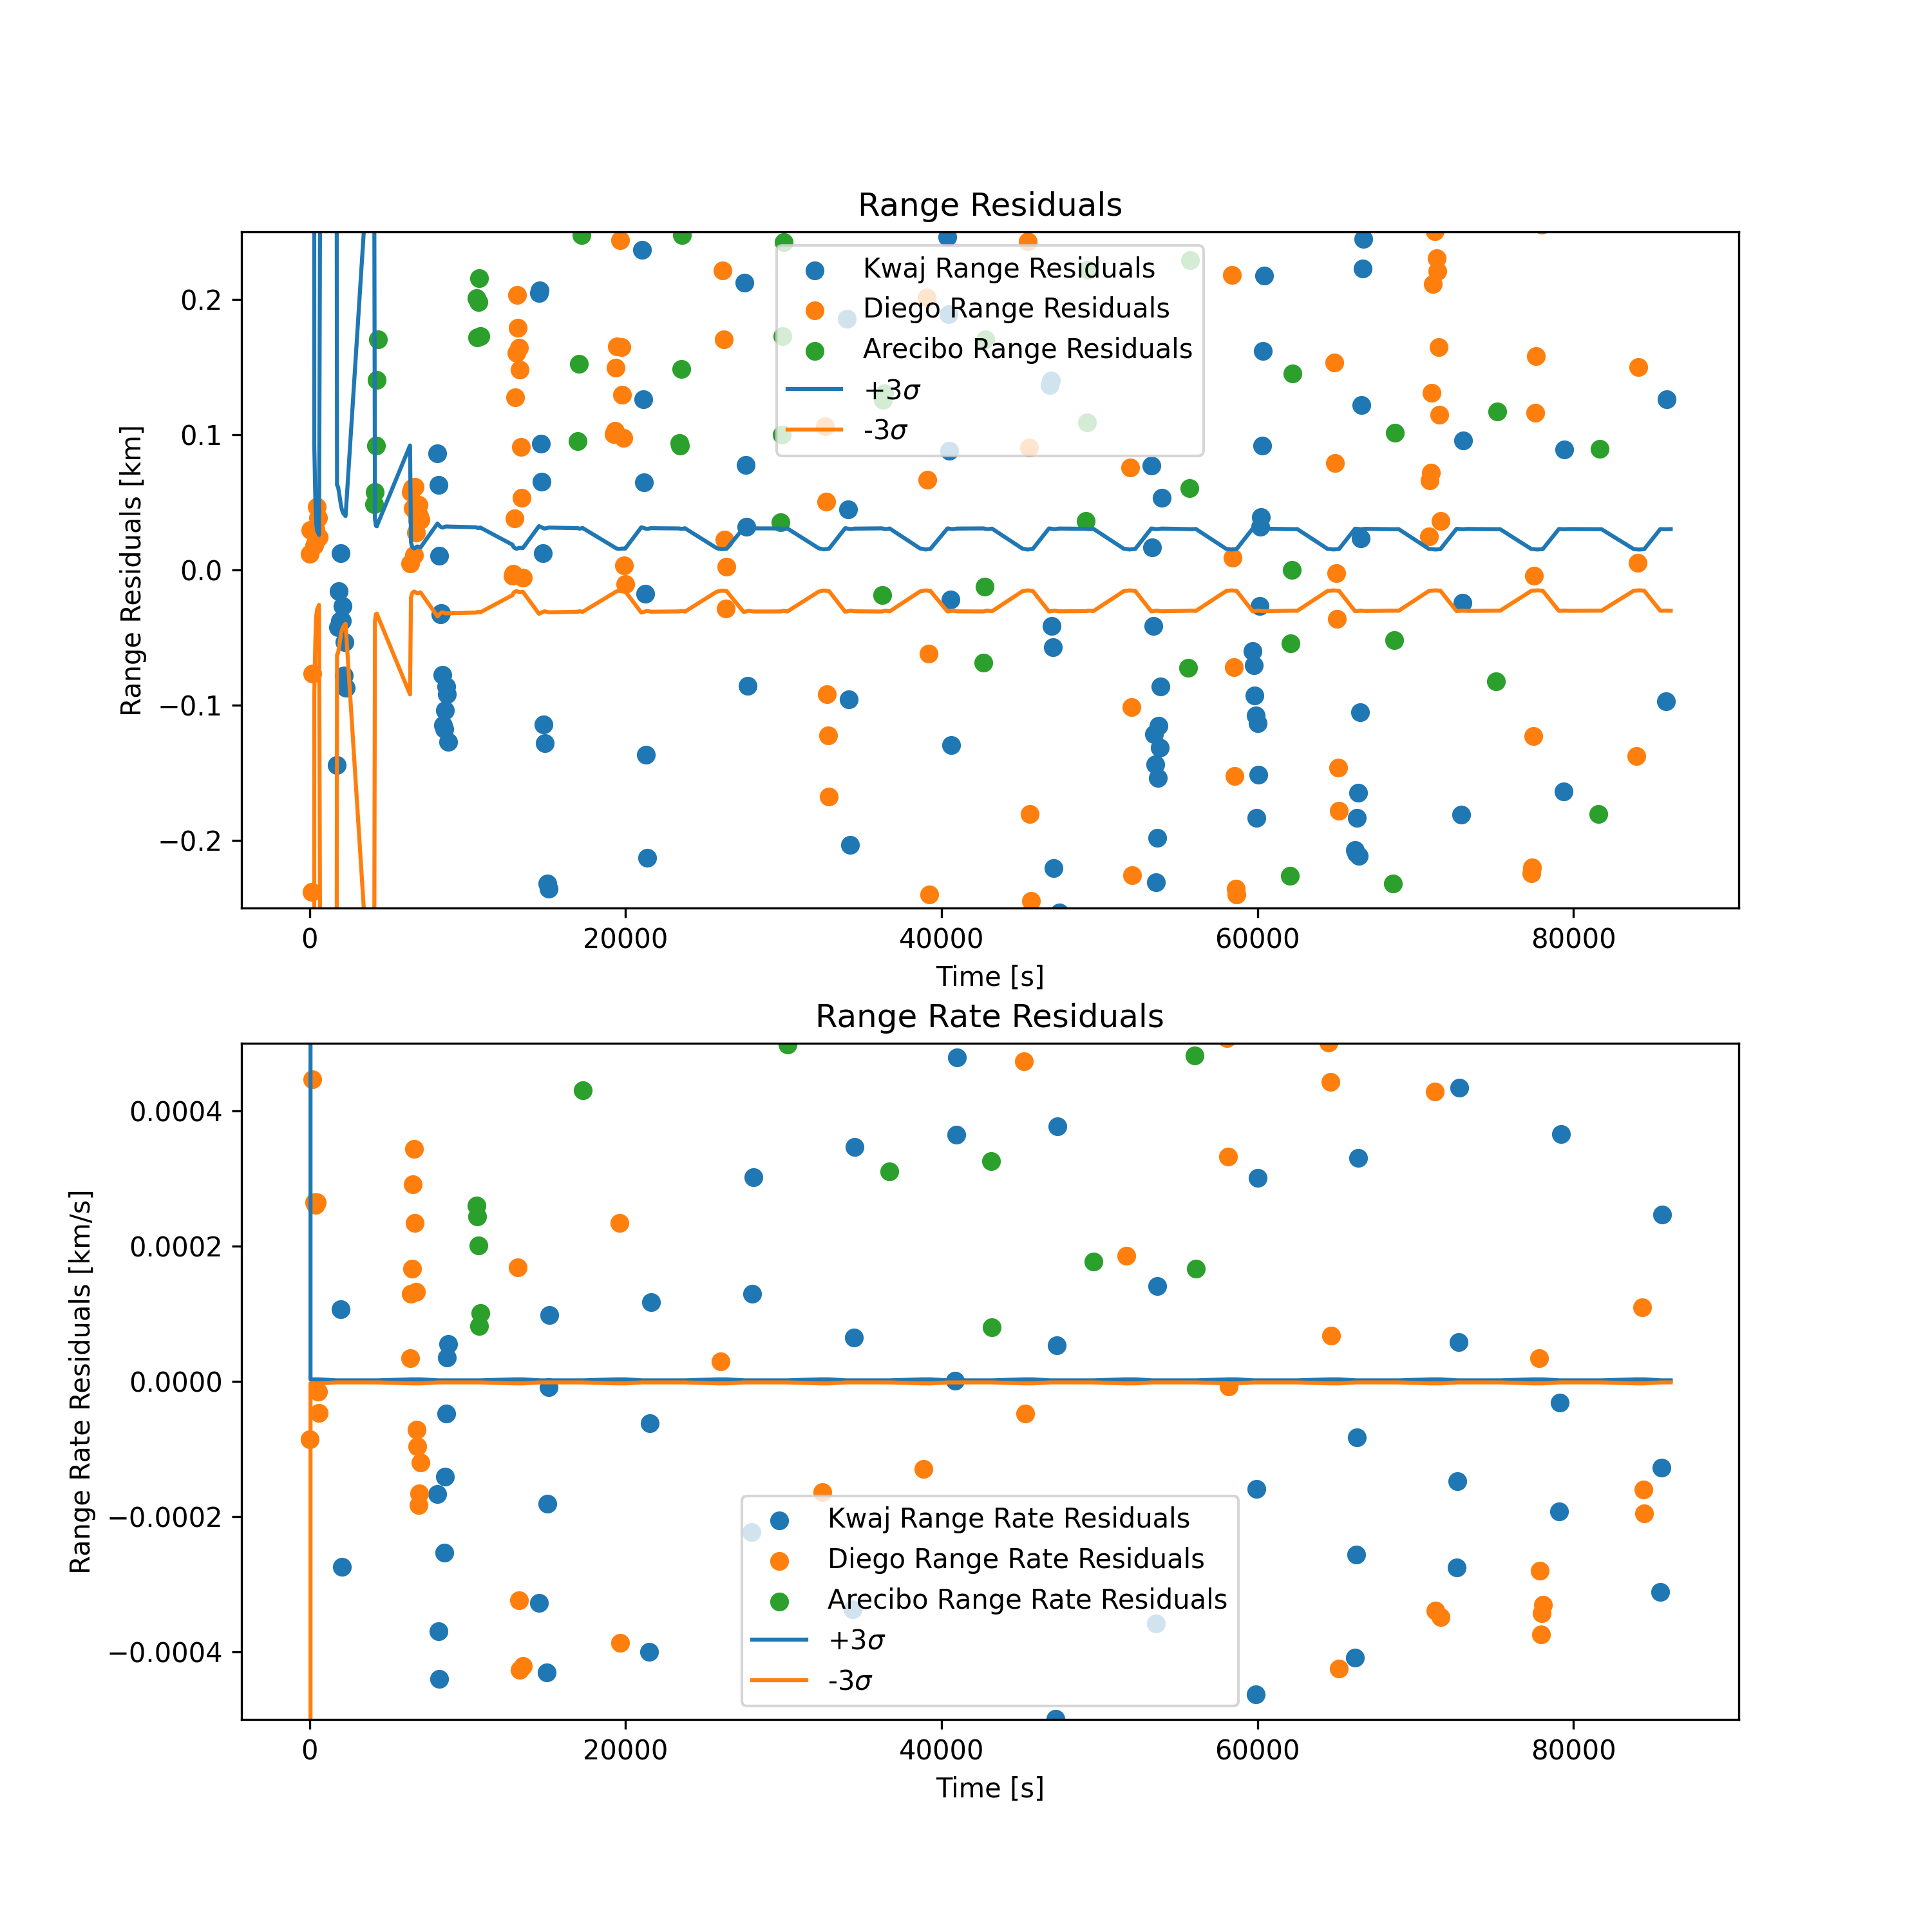 Range Residuals
Range Residuals [km]
0.2
0.1
0.0
−0.1
−0.2
Kwaj Range Residuals
Diego Range Residuals
Arecibo Range Residuals
+3σ
-3σ
0 20000 40000 60000 80000
Time [s]
Range Rate Residuals
Range Rate Residuals [km/s]
0.0004
0.0002
0.0000
−0.0002
−0.0004
Kwaj Range Rate Residuals
Diego Range Rate Residuals
Arecibo Range Rate Residuals
+3σ
-3σ
0 20000 40000 60000 80000
Time [s]